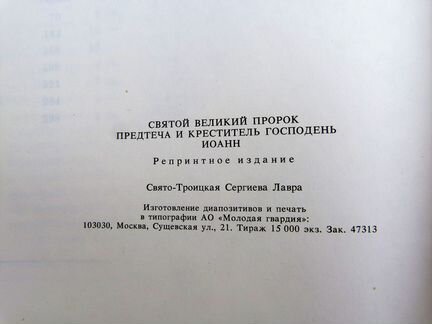 СВЯТОЙ ВЕЛИКИЙ ПРОРОК
ПРЕДТЕЧА И КРЕСТИТЕЛЬ ГОСПОДЕНЬ
ИОАНН
Репринтное издание
Свято-Троицкая Сергиева Лавра
Изготовление диапозитивов и печать
в типографии АО «Молодая гвардия»:
103030, Москва, Сущевская ул., 21. Тираж 15 000 экз. Зак. 47313